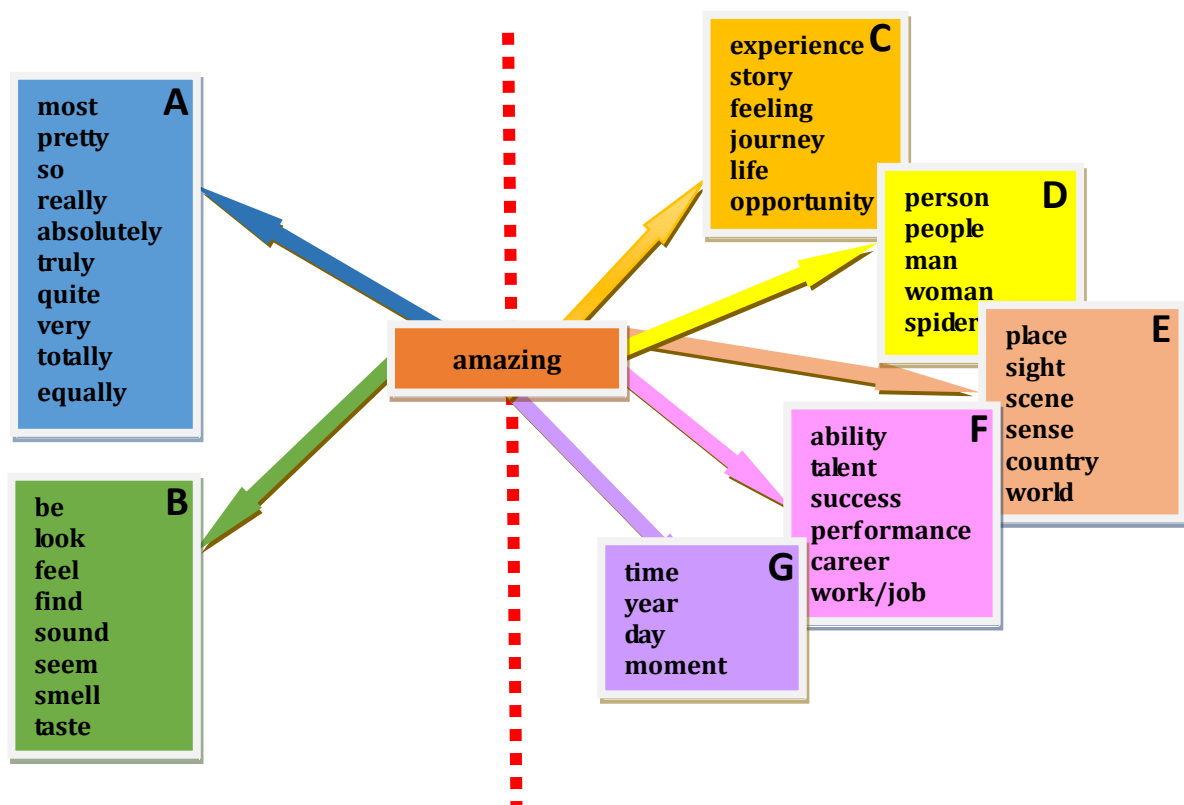 A
most
pretty
so
really
absolutely
truly
quite
very
totally
equally
B
be
look
feel
find
sound
seem
smell
taste
amazing
C
experience
story
feeling
journey
life
opportunity
D
person
people
man
woman
spider
E
place
sight
scene
sense
country
world
F
ability
talent
success
performance
career
work/job
G
time
year
day
moment